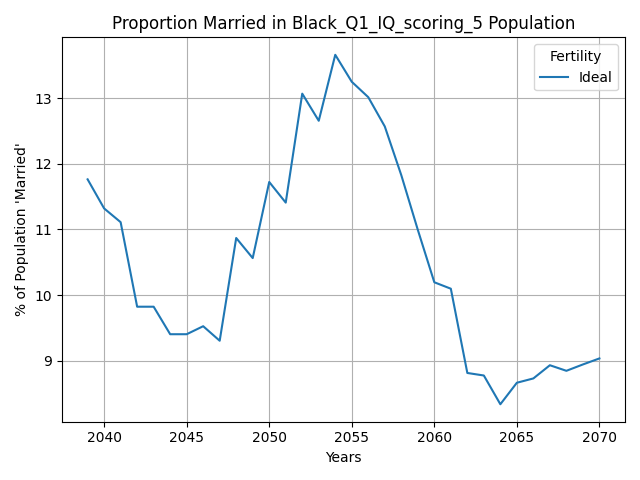 Proportion Married in Black_Q1_IQ_scoring_5 Population
Fertility
Ideal
% of Population 'Married'
13
12
11
10
9
2040 2045 2050 2055 2060 2065 2070
Years